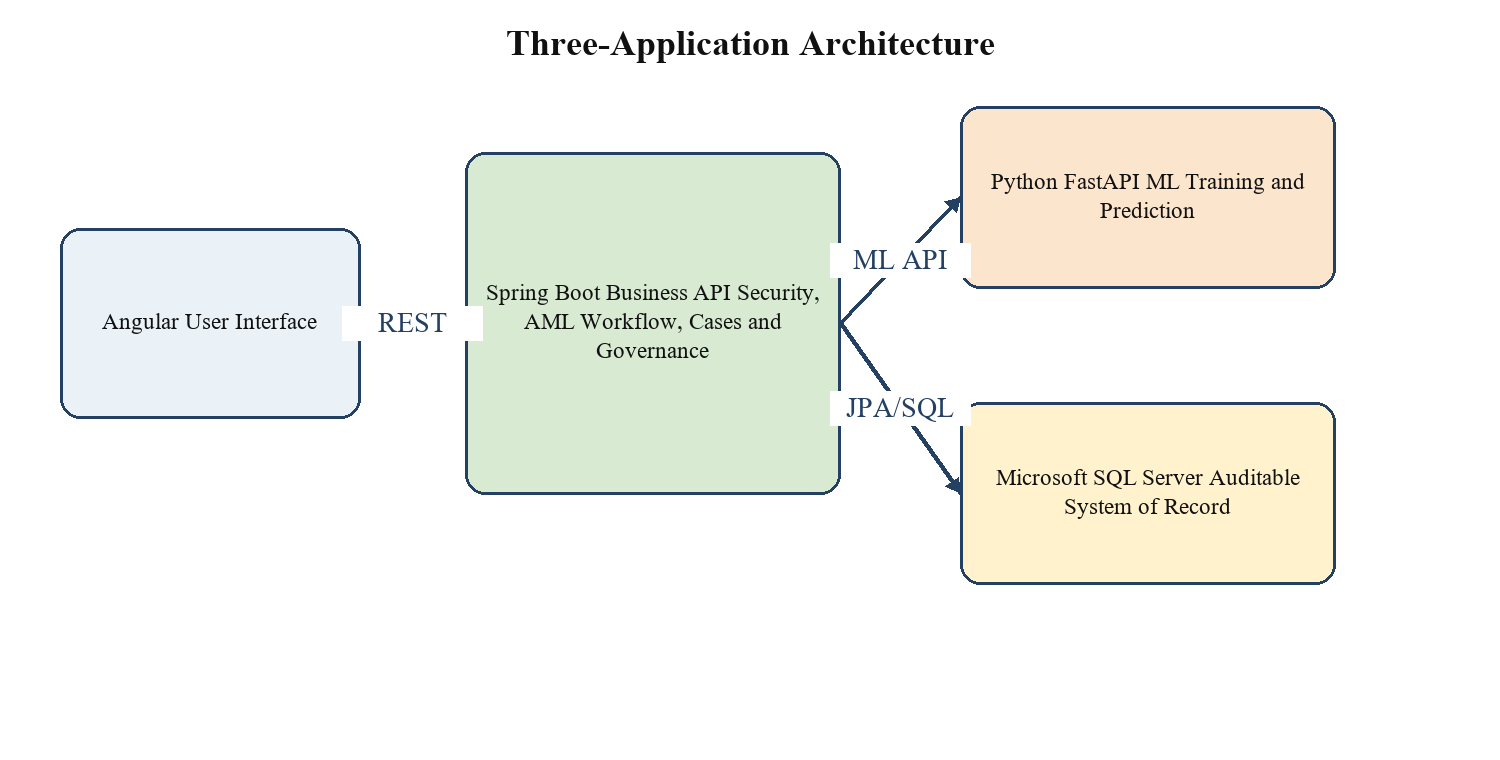 Three-Application Architecture
Angular User Interface
REST
Spring Boot Business API Security,
AML Workflow, Cases and
Governance
ML API
JPA/SQL
Python FastAPI ML Training and
Prediction
Microsoft SQL Server Auditable
System of Record